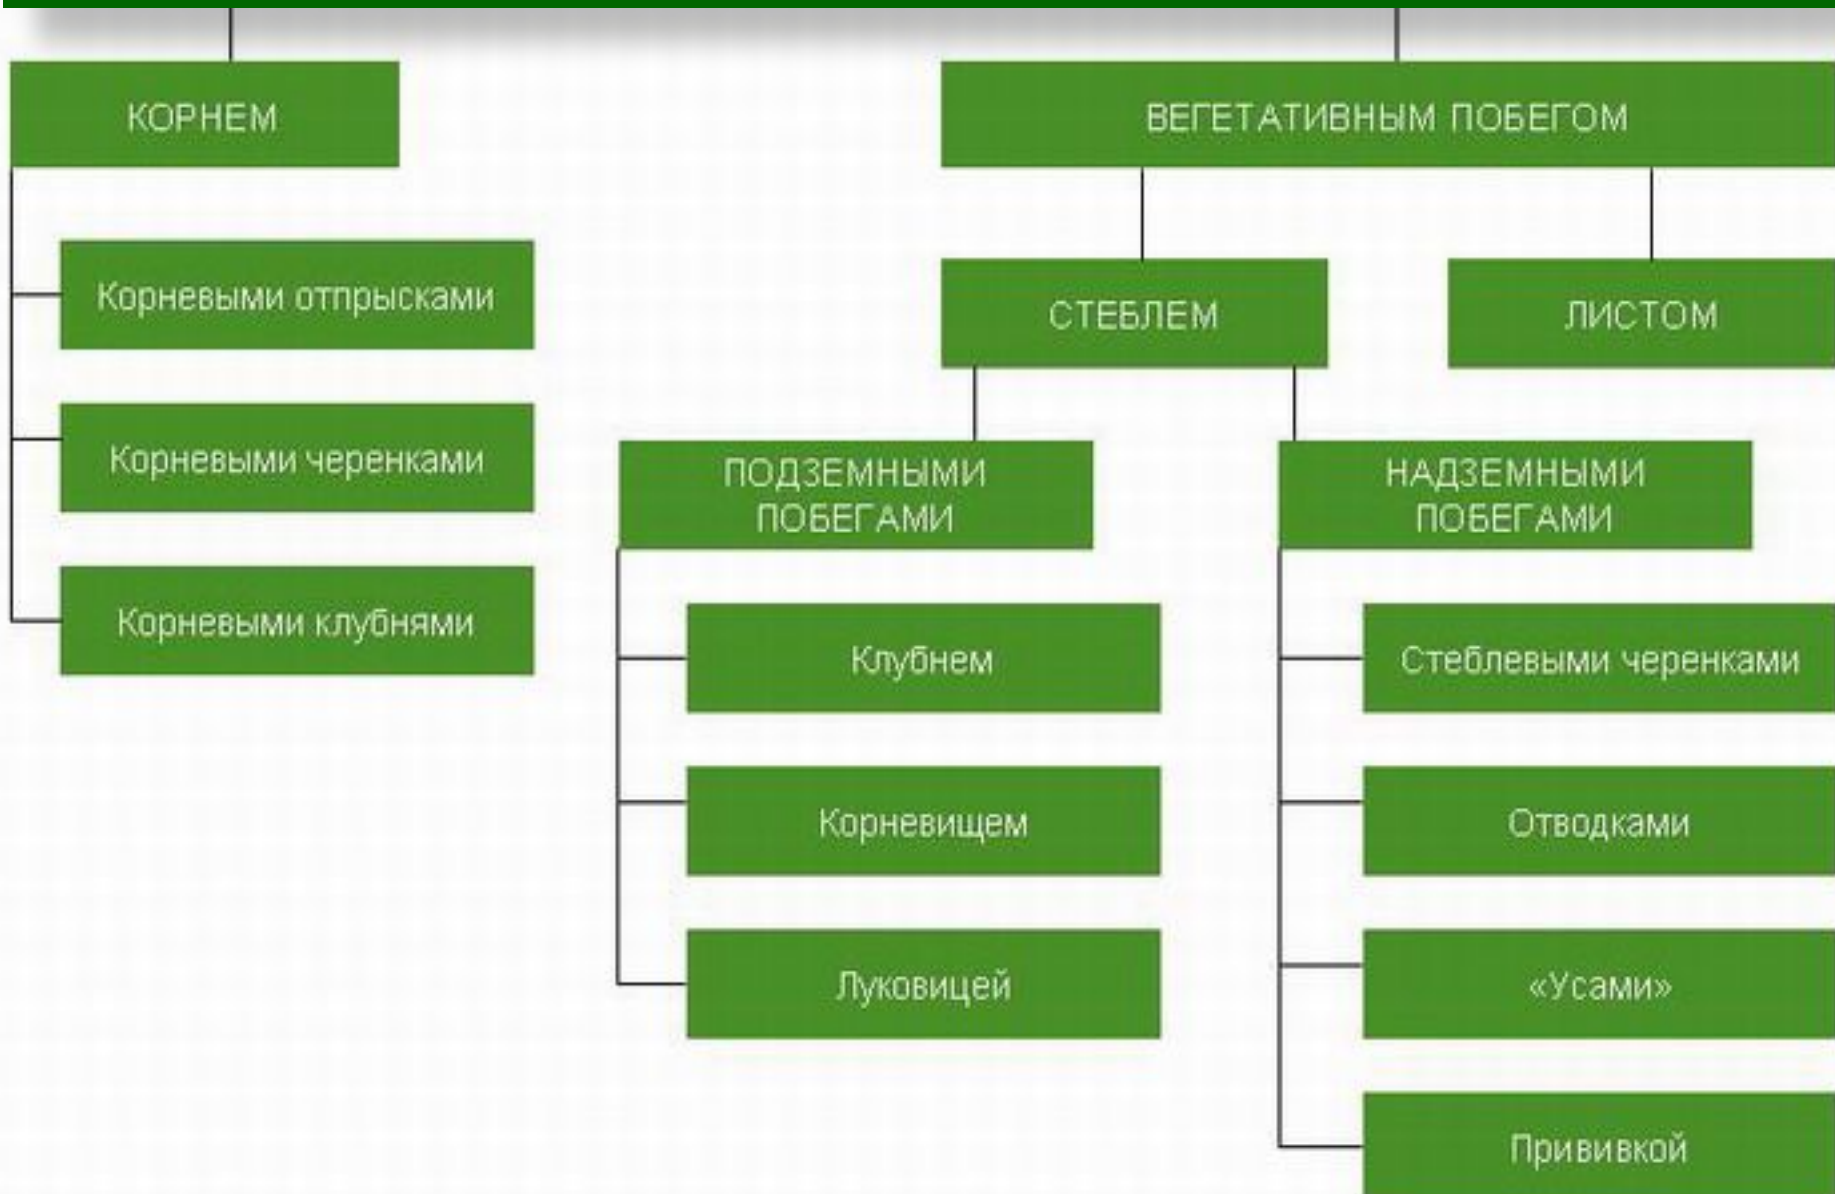 КОРНЕМ
Корневыми отпрысками
Корневыми черенками
Корневыми клубнями
ВЕГЕТАТИВНЫМ ПОБЕГОМ
СТЕБЛЕМ
ЛИСТОМ
ПОДЗЕМНЫМИ
ПОБЕГАМИ
Клубнем
Корневищем
Луковицей
НАДЗЕМНЫМИ
ПОБЕГАМИ
Стеблевыми черенками
Отводками
«Усами»
Прививкой